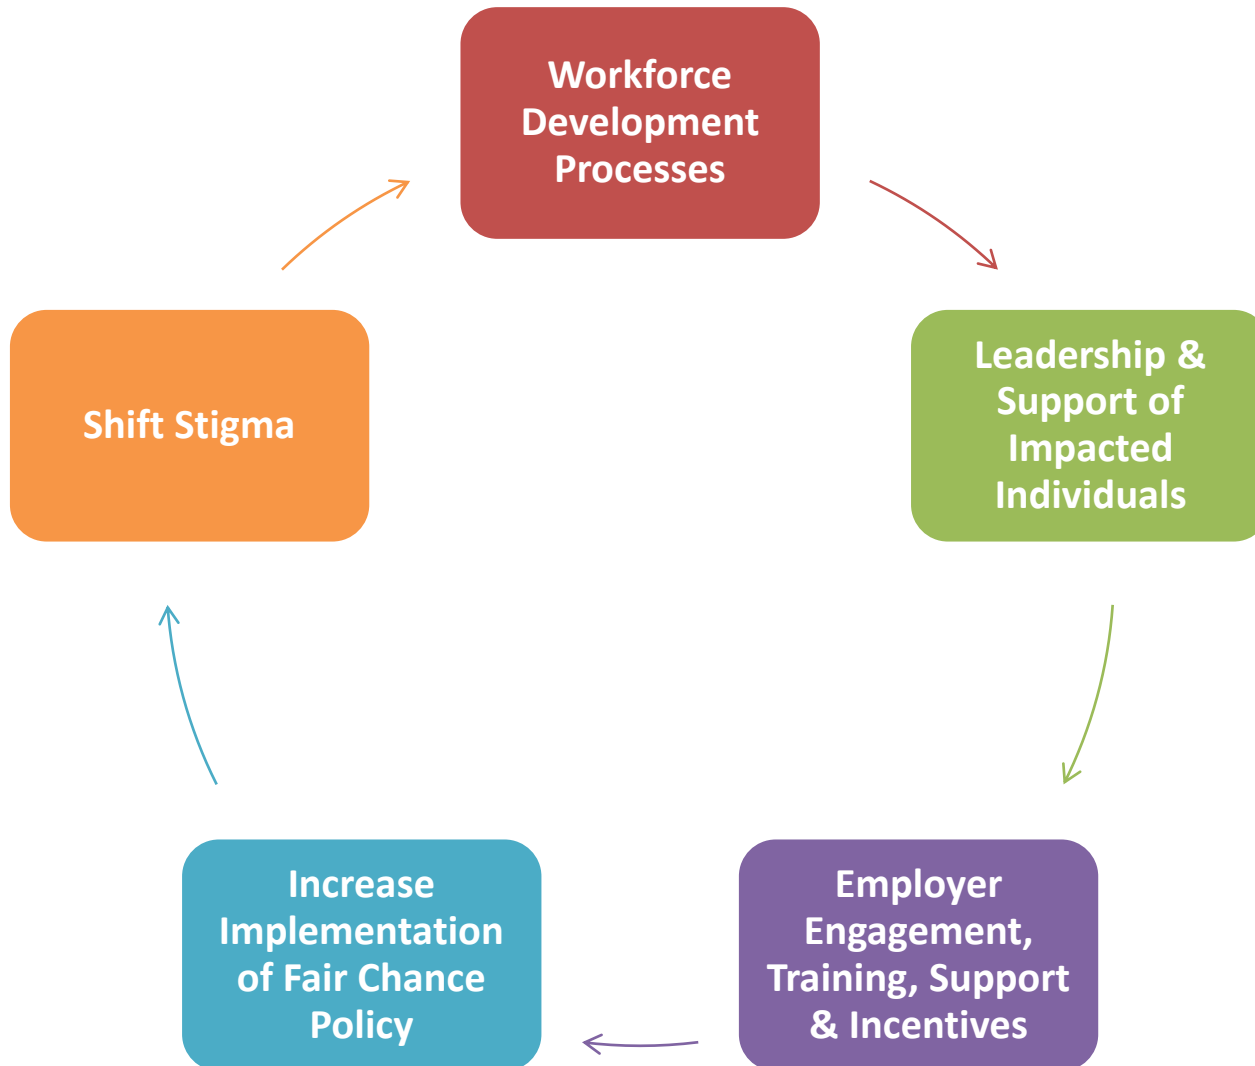 Workforce
Development
Processes
Leadership &
Support of
Impacted
Individuals
Employer
Engagement,
Training, Support
& Incentives
Increase
Implementation
of Fair Chance
Policy
Shift Stigma